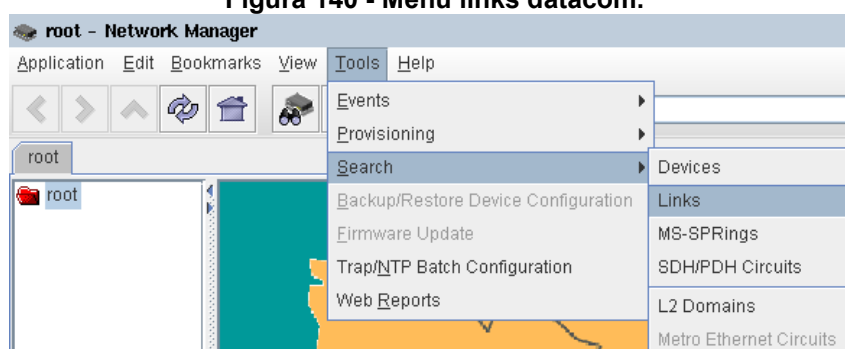 Figura 140 - Menu links datacom.
root - Network Manager
Application Edit Bookmarks View Tools Help
Events
Provisioning
root
Search
Devices
root
Backup/Restore Device Configuration
Links
Firmware Update
MS-SPRings
Trap/NTP Batch Configuration
SDH/PDH Circuits
Web Reports
L2 Domains
Metro Ethernet Circuits